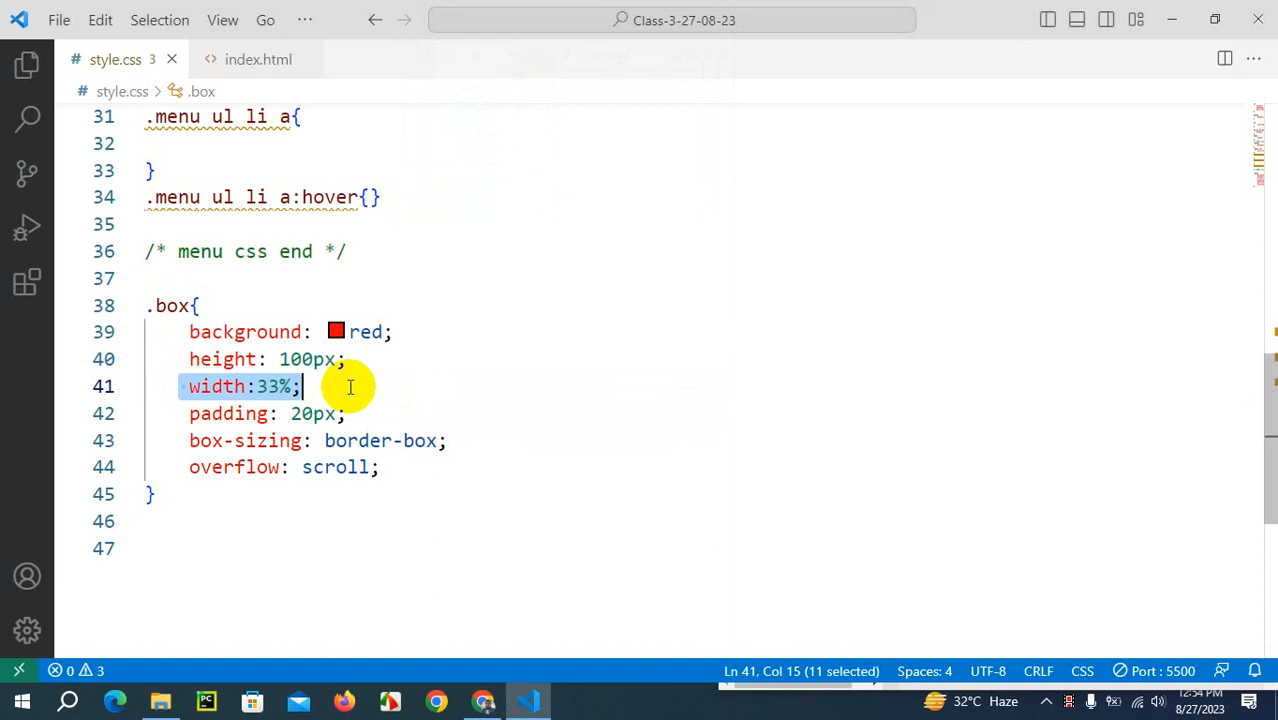 File Edit Selection View Go ··· Class-3-27-08-23
# style.css 3 index.html
# style.css > .box
31 .menu ul li a{
32
33 }
34 .menu ul li a:hover{}
35
36 /* menu css end */
37
38 .box{
39 background: red;
40 height: 100px;
41 width:33%;
42 padding: 20px;
43 box-sizing: border-box;
44 overflow: scroll;
45 }
46
47
0 3 Ln 41, Col 15 (11 selected) Spaces: 4 UTF-8 CRLF CSS Port : 5500
PC 32°C Haze 12:54 PM
8/27/2023